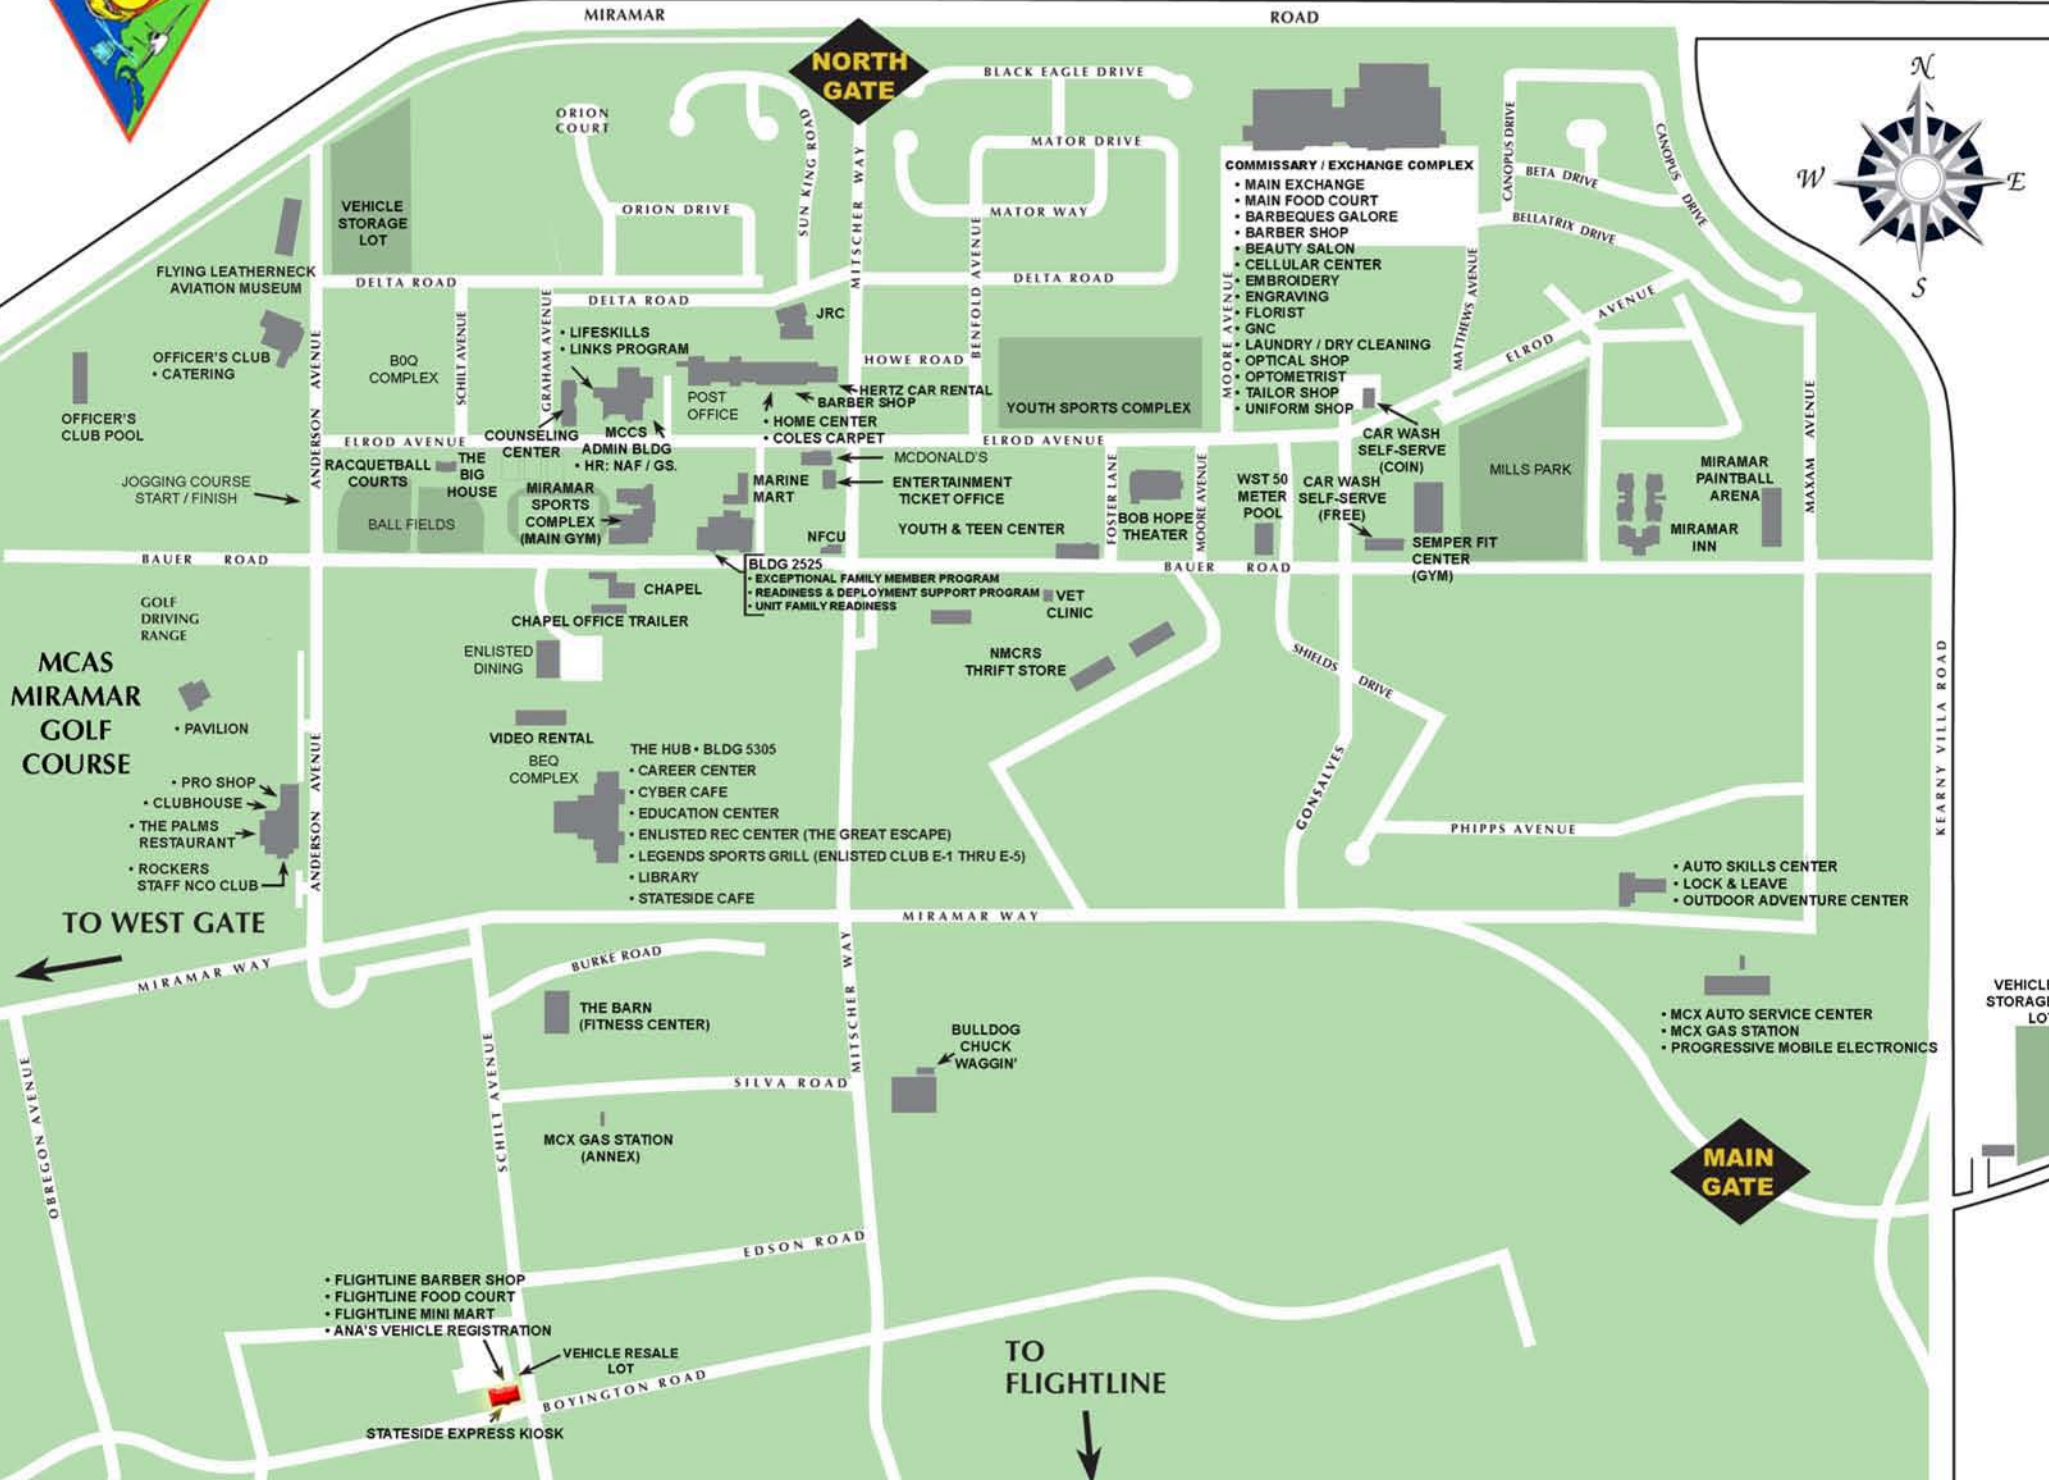 MIRAMAR ROAD
NORTH
GATE
BLACK EAGLE DRIVE
ORION
COURT
SUN KING ROAD
MITSCHER WAY
MATOR DRIVE
CANOPUS DRIVE
CANOPUS DRIVE
N
W
E
S
COMMISSARY / EXCHANGE COMPLEX
• MAIN EXCHANGE
• MAIN FOOD COURT
• BARBEQUES GALORE
• BARBER SHOP
• BEAUTY SALON
• CELLULAR CENTER
• EMBROIDERY
• ENGRAVING
• FLORIST
• GNC
• LAUNDRY / DRY CLEANING
• OPTICAL SHOP
• OPTOMETRIST
• TAILOR SHOP
• UNIFORM SHOP
BETA DRIVE
BELLATRIX DRIVE
VEHICLE
STORAGE
LOT
ORION DRIVE
MATOR WAY
BENFOLD AVENUE
MOORE AVENUE
MATTHEWS AVENUE
FLYING LEATHERNECK
AVIATION MUSEUM
DELTA ROAD
DELTA ROAD
DELTA ROAD
ELROD AVENUE
JRC
OFFICER'S CLUB
• CATERING
ANDERSON AVENUE
B0Q
COMPLEX
SCHILT AVENUE
GRAHAM AVENUE
• LIFESKILLS
• LINKS PROGRAM
HOWE ROAD
POST
OFFICE
HERTZ CAR RENTAL
BARBER SHOP
• HOME CENTER
• COLES CARPET
YOUTH SPORTS COMPLEX
OFFICER'S
CLUB POOL
ELROD AVENUE
COUNSELING
CENTER
MCCS
ADMIN BLDG
• HR: NAF / GS.
ELROD AVENUE
CAR WASH
SELF-SERVE
(COIN)
MILLS PARK
MAXAM AVENUE
JOGGING COURSE
START / FINISH
RACQUETBALL
COURTS
THE
BIG
HOUSE
MIRAMAR
SPORTS
COMPLEX
(MAIN GYM)
MARINE
MART
MCDONALD'S
ENTERTAINMENT
TICKET OFFICE
YOUTH & TEEN CENTER
FOSTER LANE
BOB HOPE
THEATER
MOORE AVENUE
WST 50
METER
POOL
CAR WASH
SELF-SERVE
(FREE)
SEMPER FIT
CENTER
(GYM)
MIRAMAR
PAINTBALL
ARENA
MIRAMAR
INN
BALL FIELDS
NFCU
BAUER ROAD
BAUER ROAD
BLDG 2525
• EXCEPTIONAL FAMILY MEMBER PROGRAM
• READINESS & DEPLOYMENT SUPPORT PROGRAM
• UNIT FAMILY READINESS
VET
CLINIC
CHAPEL
CHAPEL OFFICE TRAILER
GOLF
DRIVING
RANGE
MCAS
MIRAMAR
GOLF
COURSE
ENLISTED
DINING
NMCRS
THRIFT STORE
SHIELDS DRIVE
KEARNY VILLA ROAD
• PAVILION
VIDEO RENTAL
BEQ
COMPLEX
THE HUB • BLDG 5305
• CAREER CENTER
• CYBER CAFE
• EDUCATION CENTER
• ENLISTED REC CENTER (THE GREAT ESCAPE)
• LEGENDS SPORTS GRILL (ENLISTED CLUB E-1 THRU E-5)
• LIBRARY
• STATESIDE CAFE
• PRO SHOP
• CLUBHOUSE
• THE PALMS
RESTAURANT
• ROCKERS
STAFF NCO CLUB
ANDERSON AVENUE
GONSALVES
PHIPPS AVENUE
• AUTO SKILLS CENTER
• LOCK & LEAVE
• OUTDOOR ADVENTURE CENTER
TO WEST GATE
MIRAMAR WAY
MIRAMAR WAY
BURKE ROAD
MITSCHER WAY
THE BARN
(FITNESS CENTER)
BULLDOG
CHUCK
WAGGIN'
• MCX AUTO SERVICE CENTER
• MCX GAS STATION
• PROGRESSIVE MOBILE ELECTRONICS
VEHICLE
STORAGE
LOT
OBREGON AVENUE
SCHILT AVENUE
SILVA ROAD
MCX GAS STATION
(ANNEX)
MAIN
GATE
EDSON ROAD
• FLIGHTLINE BARBER SHOP
• FLIGHTLINE FOOD COURT
• FLIGHTLINE MINI MART
• ANA'S VEHICLE REGISTRATION
VEHICLE RESALE
LOT
BOYINGTON ROAD
STATESIDE EXPRESS KIOSK
TO
FLIGHTLINE